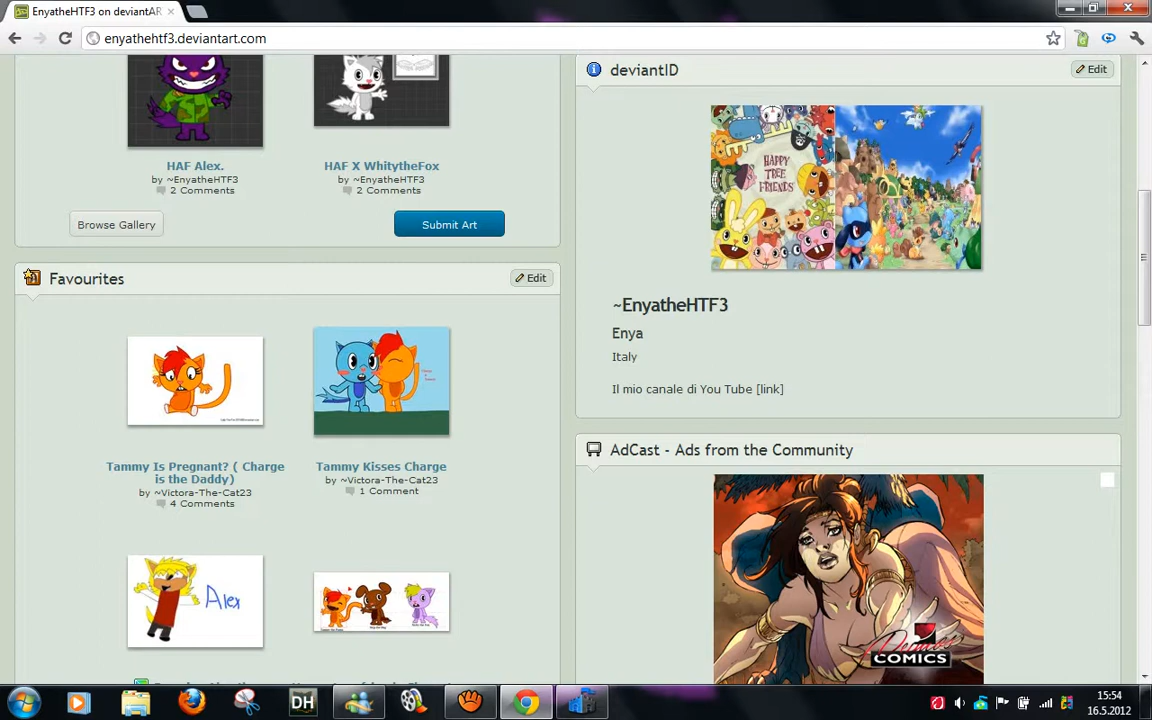 EnyatheHTF3 on deviantAR
enyathehtf3.deviantart.com
HAF Alex.
by ~EnyatheHTF3
2 Comments
HAF X WhitytheFox
by ~EnyatheHTF3
2 Comments
Browse Gallery
Submit Art
Favourites
Edit
Tammy Is Pregnant? ( Charge
is the Daddy)
by ~Victora-The-Cat23
4 Comments
Tammy Kisses Charge
by ~Victora-The-Cat23
1 Comment
Alex
deviantID
Edit
HAPPY
TREE
FRIENDS
~EnyatheHTF3
Enya
Italy
Il mio canale di You Tube [link]
AdCast - Ads from the Community
COMICS
DH
15:54
16.5.2012